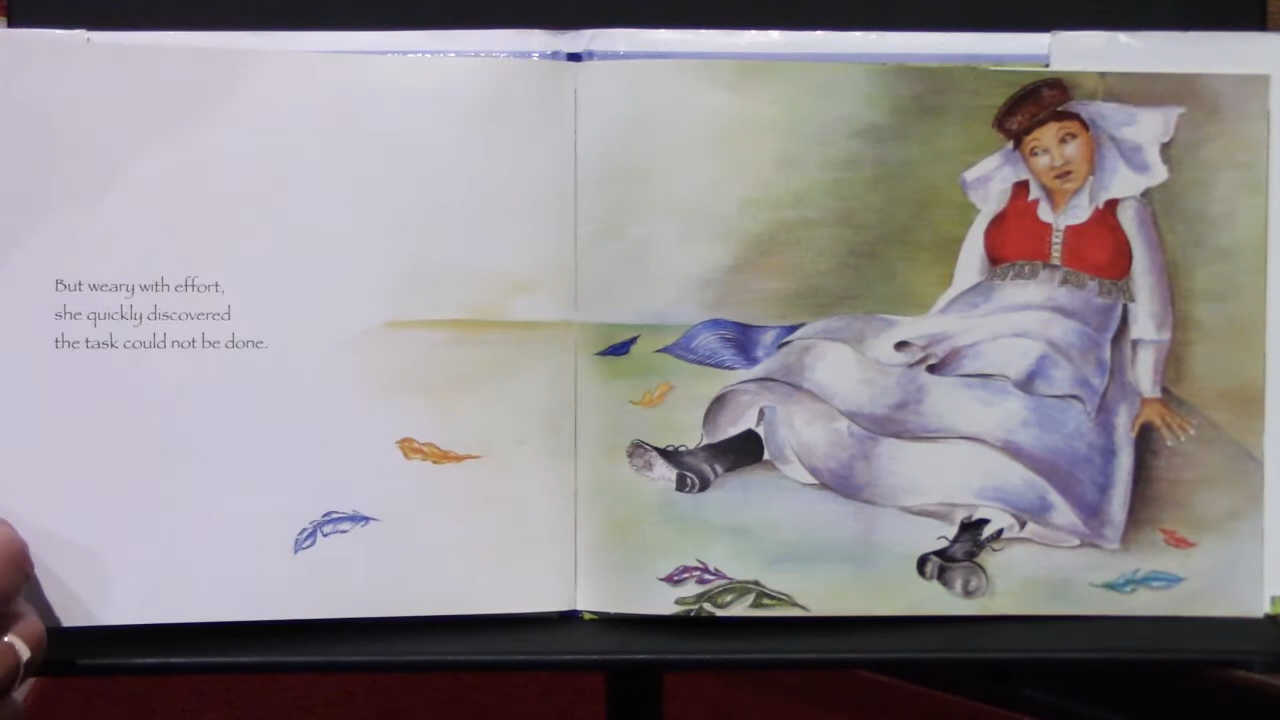 But weary with effort,
she quickly discovered
the task could not be done.